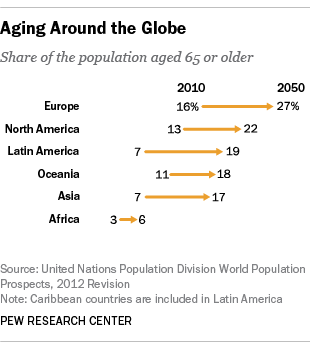 Aging Around the Globe
Share of the population aged 65 or older
2010 2050
Europe 16% 27%
North America 13 22
Latin America 7 19
Oceania 11 18
Asia 7 17
Africa 3 6
Source: United Nations Population Division World Population
Prospects, 2012 Revision
Note: Caribbean countries are included in Latin America
PEW RESEARCH CENTER